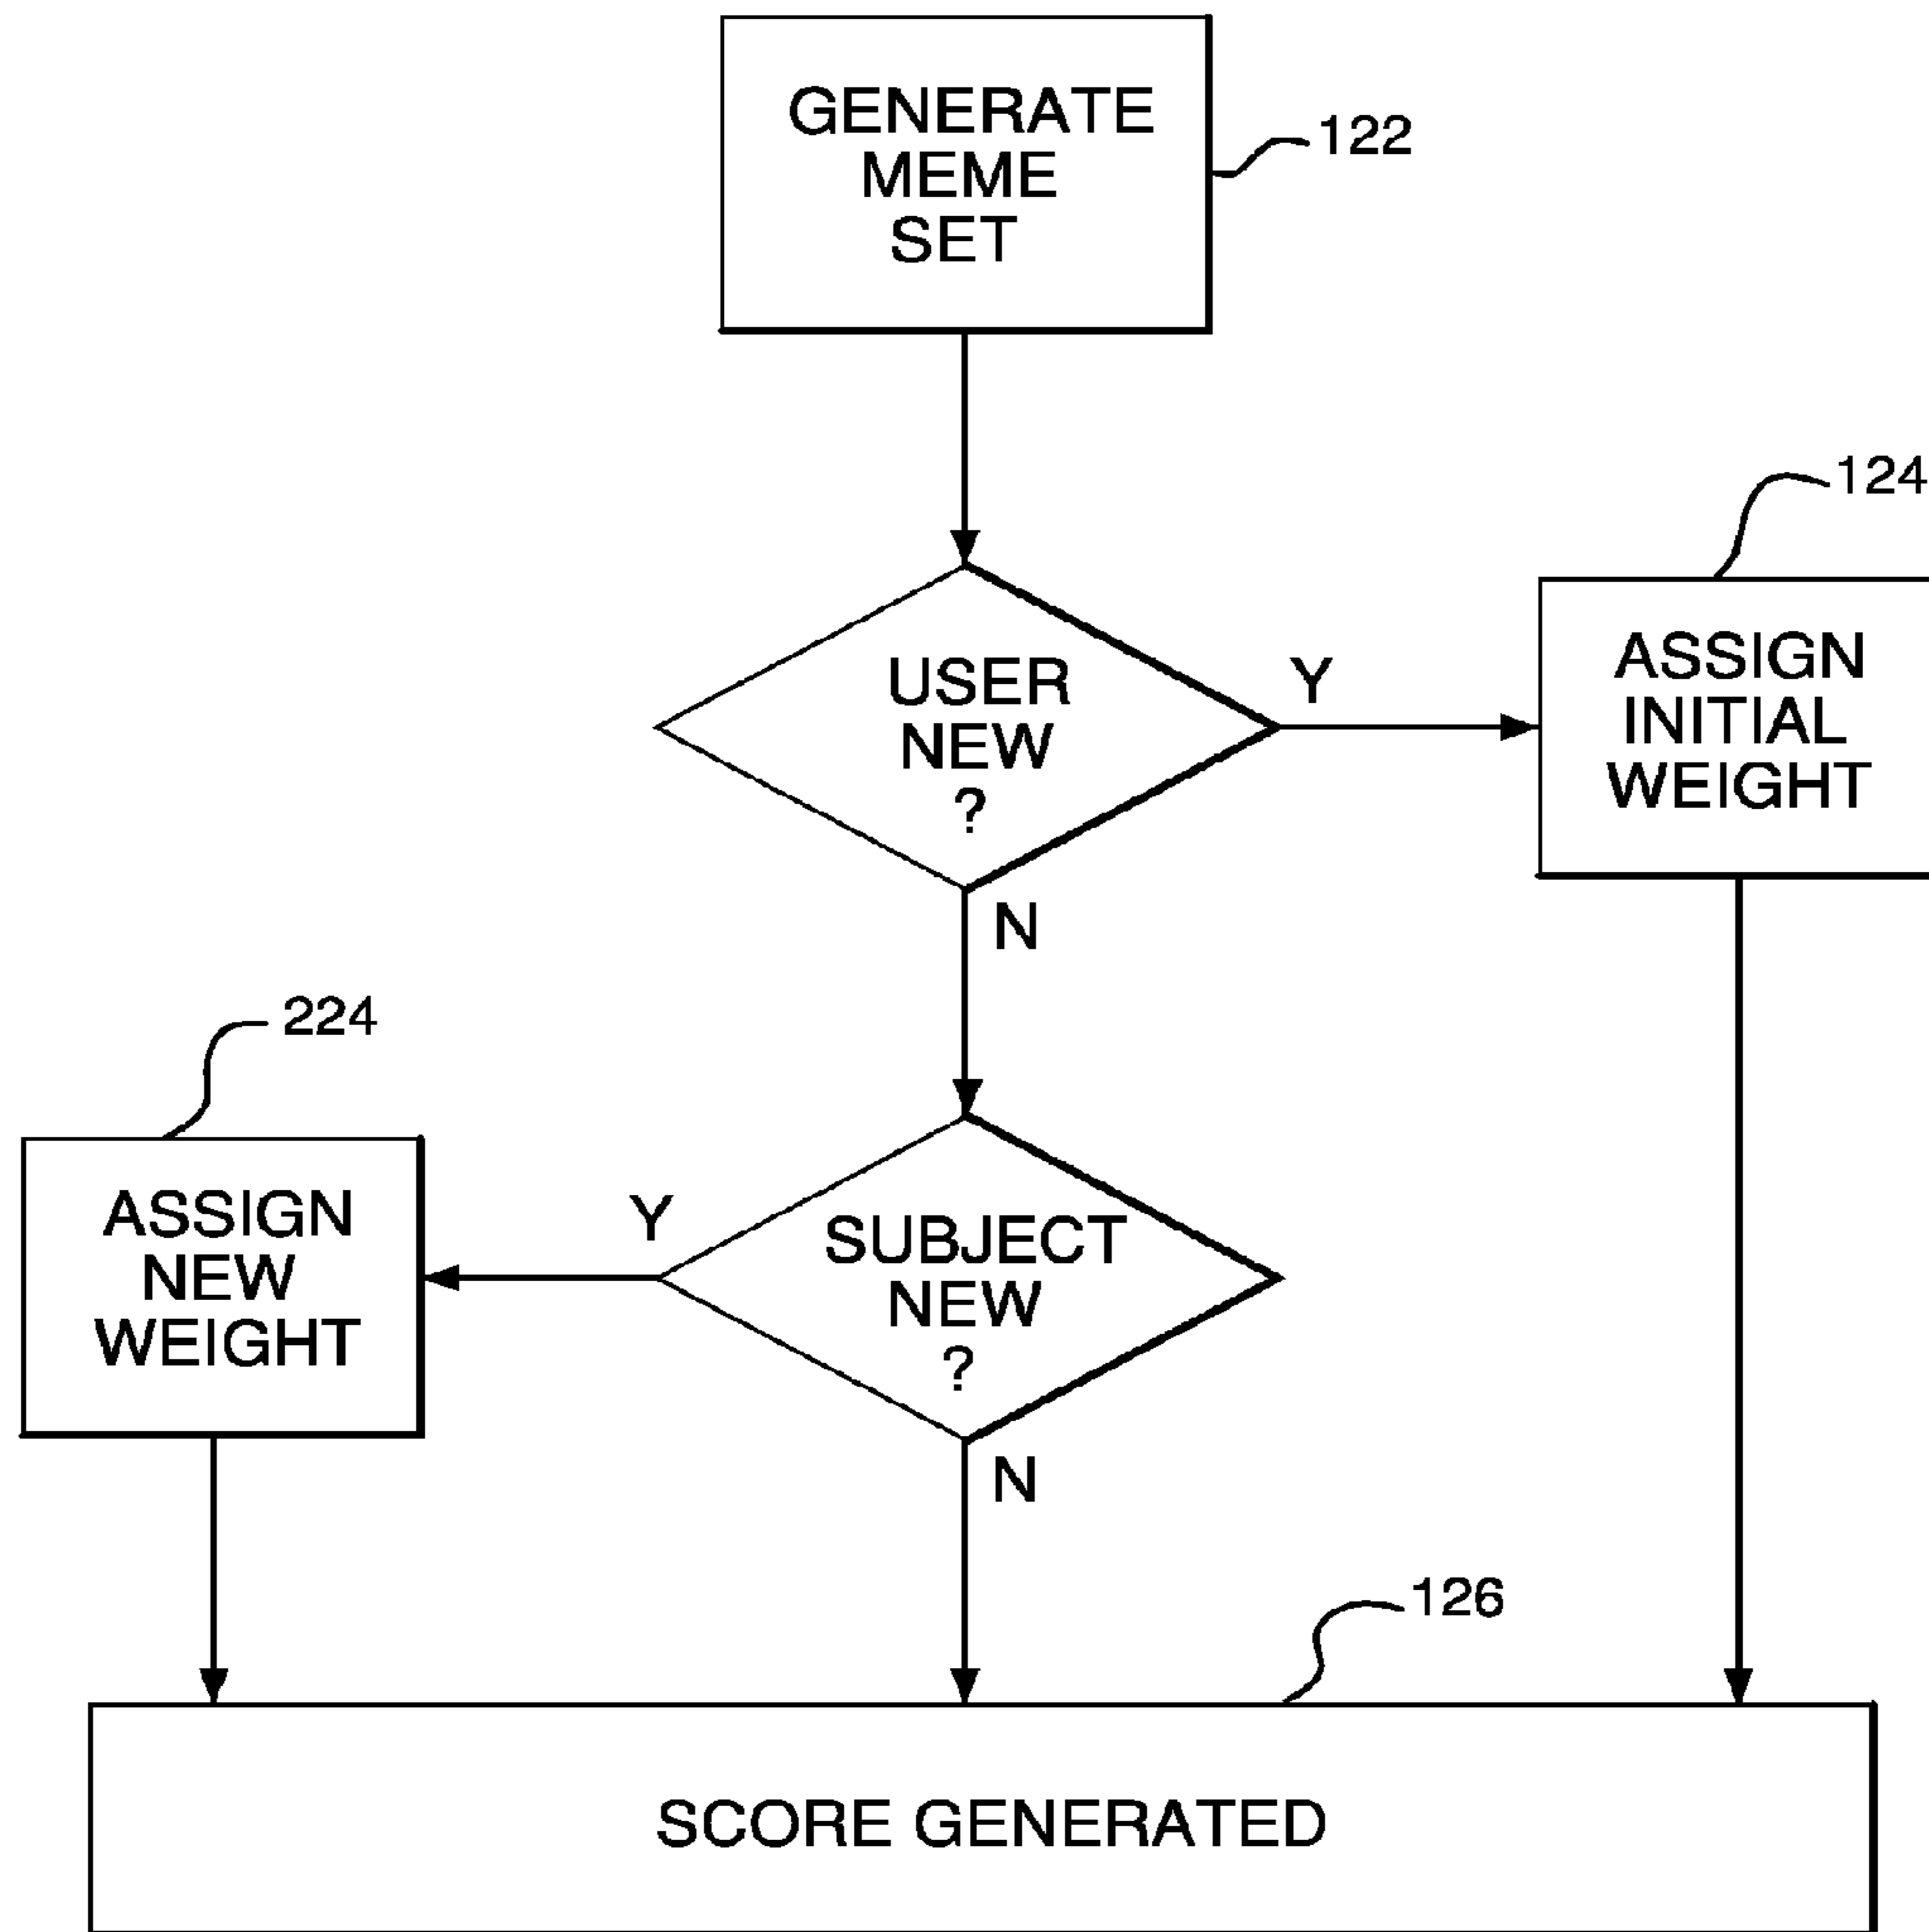 GENERATE
MEME
SET
122
USER
NEW
?
Y
N
124
ASSIGN
INITIAL
WEIGHT
224
ASSIGN
NEW
WEIGHT
Y
SUBJECT
NEW
?
N
126
SCORE GENERATED